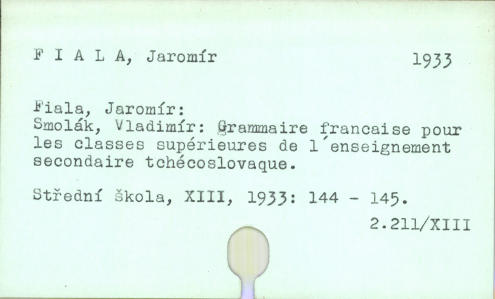 F I A L A, Jaromír 1933
Fiala, Jaromír:
Smolák, Vladimír: Grammaire francaise pour
les classes supérieures de l´enseignement
secondaire tchécoslovaque.
Střední škola, XIII, 1933: 144 - 145.
2.211/XIII